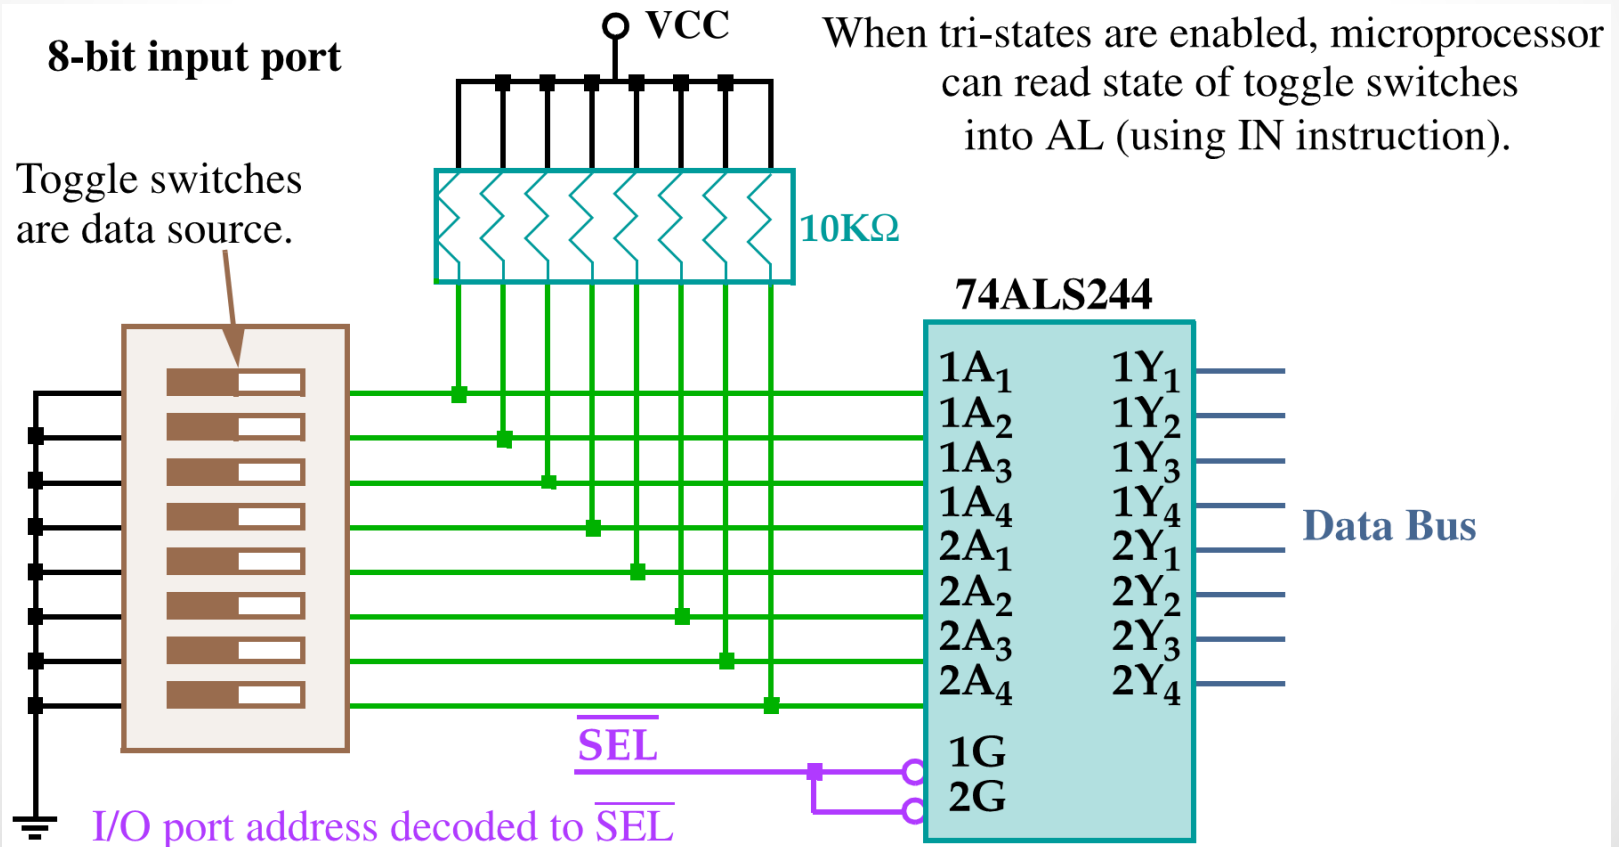 8-bit input port
VCC
When tri-states are enabled, microprocessor
can read state of toggle switches
into AL (using IN instruction).
Toggle switches
are data source.
10KΩ
74ALS244
1A₁ 1Y₁
1A₂ 1Y₂
1A₃ 1Y₃
1A₄ 1Y₄
2A₁ 2Y₁
2A₂ 2Y₂
2A₃ 2Y₃
2A₄ 2Y₄
Data Bus
S̅E̅L̅
1G
2G
I/O port address decoded to S̅E̅L̅